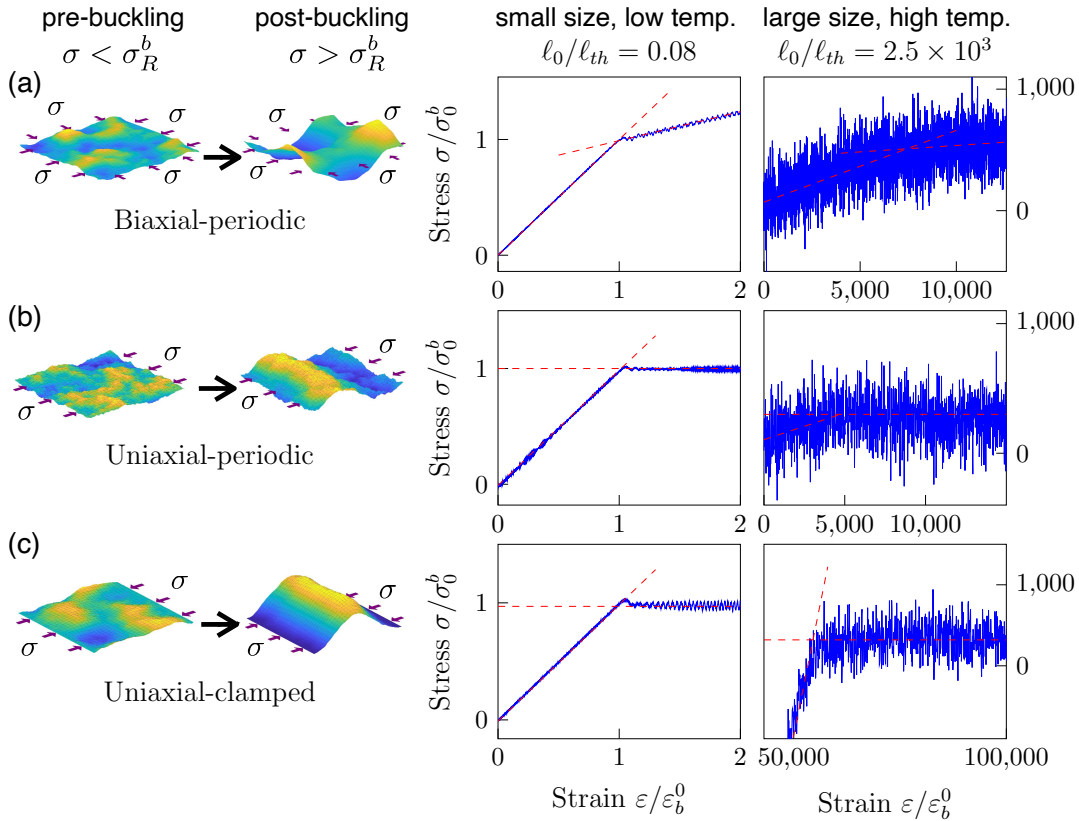 pre-buckling post-buckling small size, low temp. large size, high temp.
σ < σ_R^b σ > σ_R^b ℓ_0/ℓ_th = 0.08 ℓ_0/ℓ_th = 2.5 × 10^3
(a)
σ σ σ σ
σ σ σ σ
Biaxial-periodic
Stress σ/σ_0^b
1
0
0 1 2
1,000
0
0 5,000 10,000
(b)
σ σ
σ σ
Uniaxial-periodic
Stress σ/σ_0^b
1
0
0 1 2
1,000
0
0 5,000 10,000
(c)
σ σ
σ σ
Uniaxial-clamped
Stress σ/σ_0^b
1
0
0 1 2
1,000
0
50,000 100,000
Strain ε/ε_b^0 Strain ε/ε_b^0